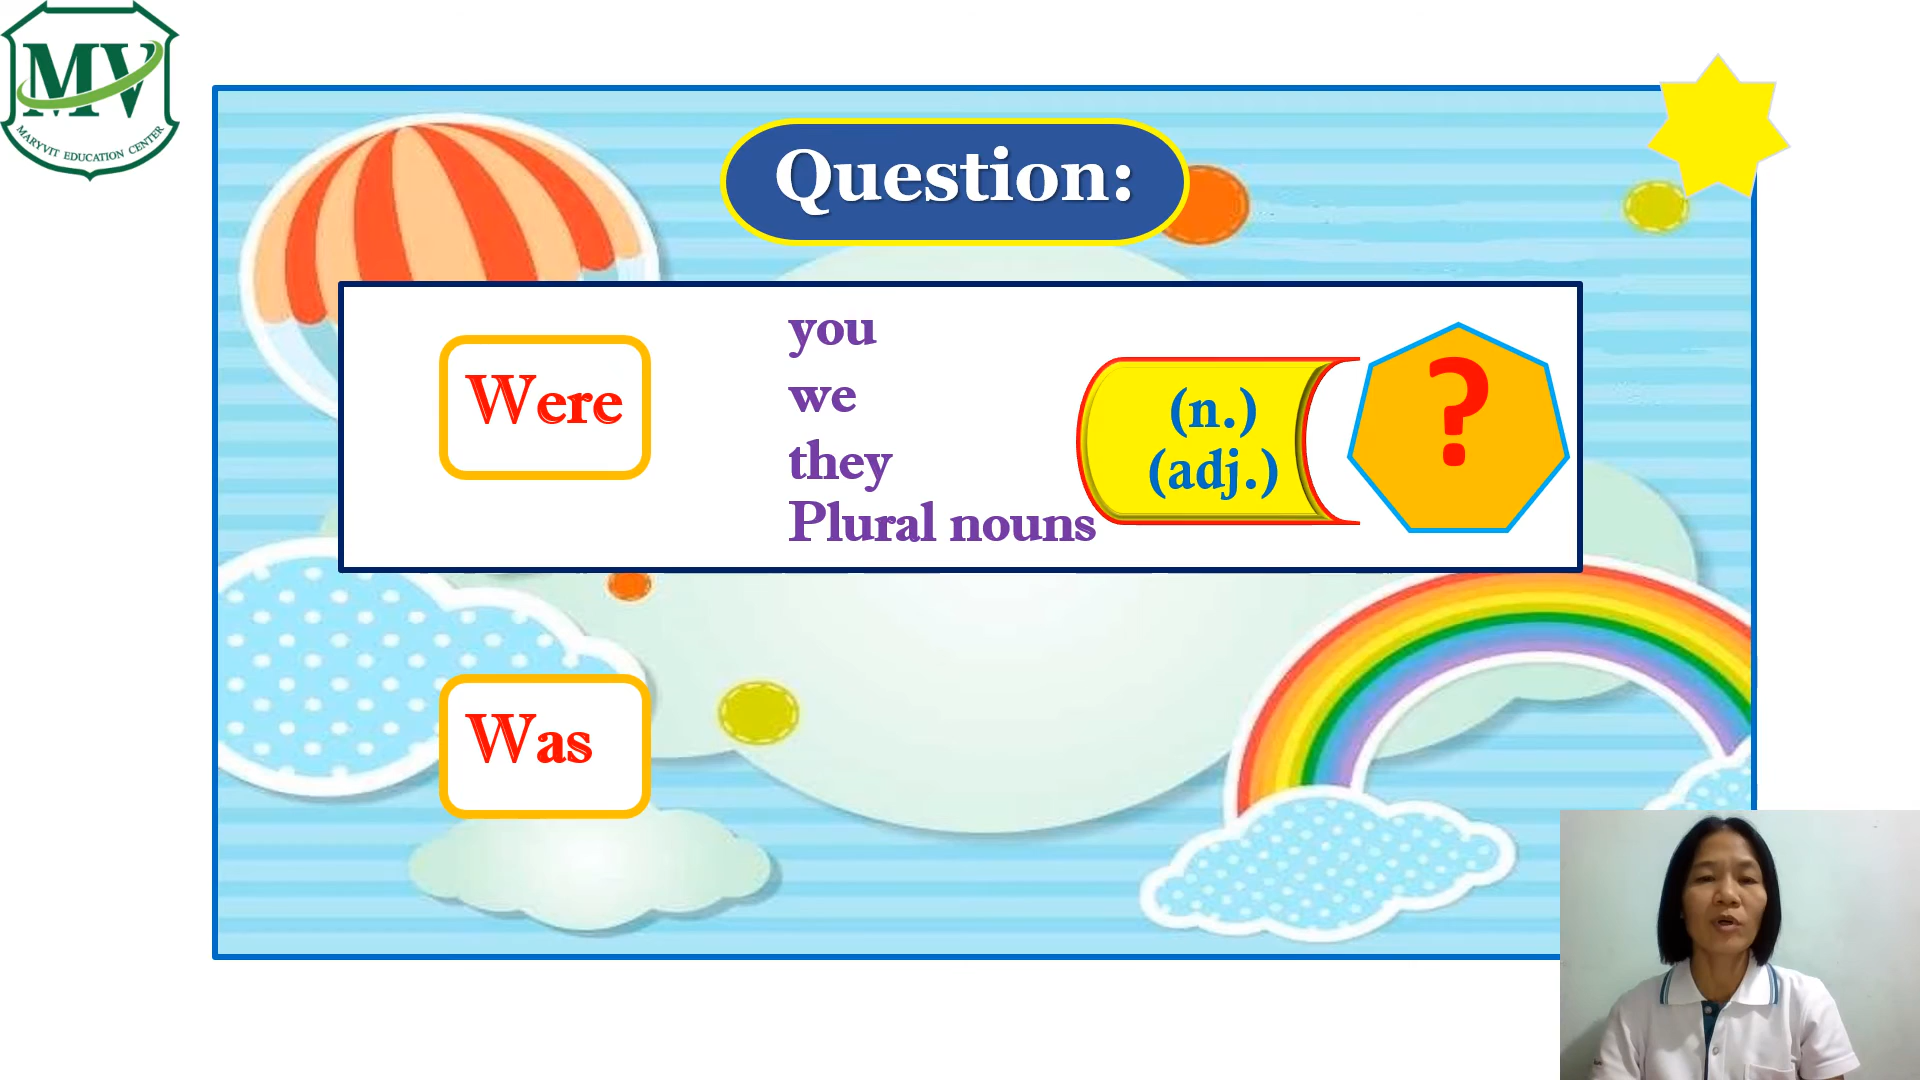 MV
MARYVIT EDUCATION CENTER
Question:
Were
you
we
they
Plural nouns
(n.)
(adj.)
?
Was